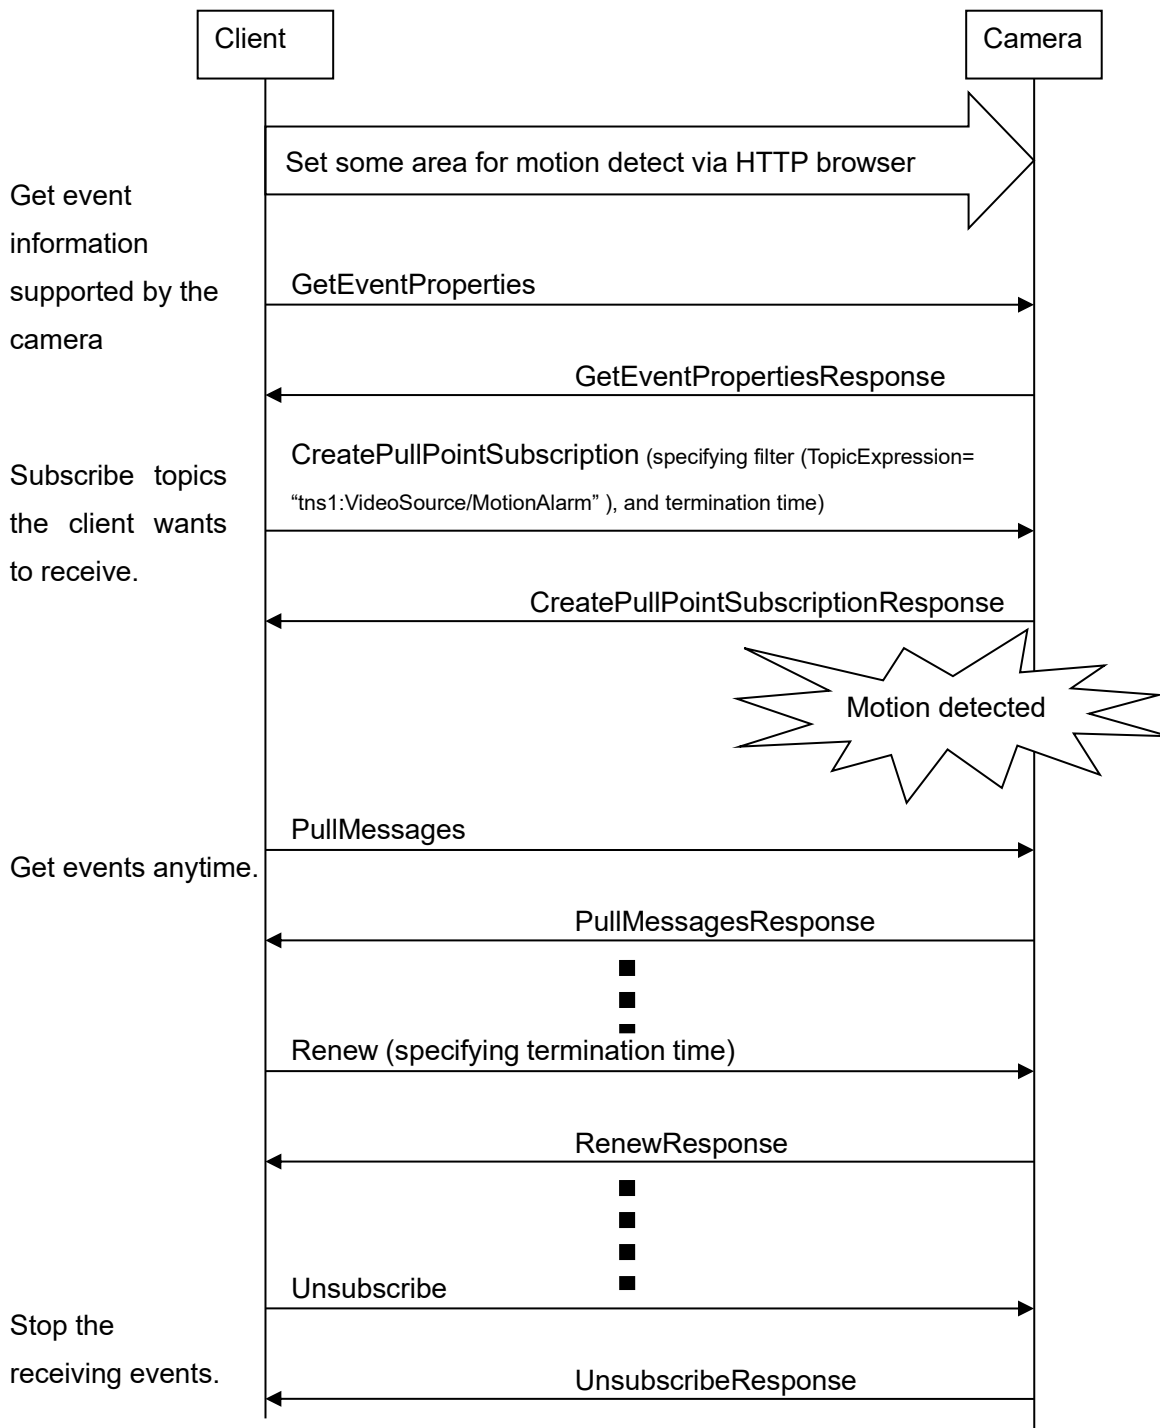 Client
Camera
Set some area for motion detect via HTTP browser
Get event
information
supported by the
camera
GetEventProperties
GetEventPropertiesResponse
Subscribe topics
the client wants
to receive.
CreatePullPointSubscription (specifying filter (TopicExpression=
“tns1:VideoSource/MotionAlarm” ), and termination time)
CreatePullPointSubscriptionResponse
Motion detected
PullMessages
Get events anytime.
PullMessagesResponse
Renew (specifying termination time)
RenewResponse
Unsubscribe
Stop the
receiving events.
UnsubscribeResponse